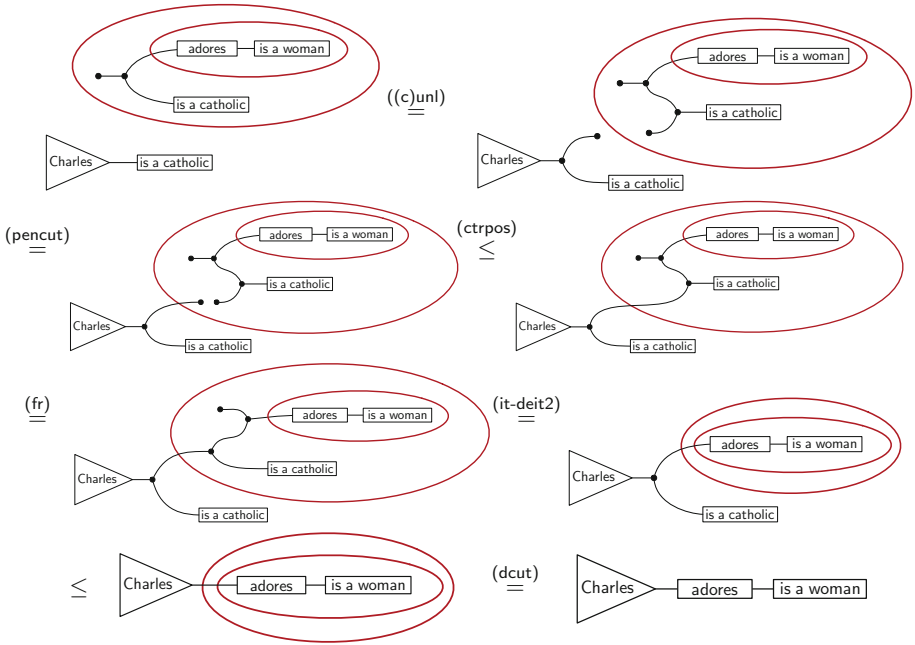 adores is a woman
is a catholic
Charles is a catholic
((c)unl)
=
adores is a woman
is a catholic
Charles
is a catholic
(pencut)
=
adores is a woman
is a catholic
Charles
is a catholic
(ctrpos)
≤
adores is a woman
is a catholic
Charles
is a catholic
(fr)
=
adores is a woman
is a catholic
Charles
is a catholic
(it-deit2)
=
adores is a woman
Charles
is a catholic
≤
Charles adores is a woman
(dcut)
=
Charles adores is a woman